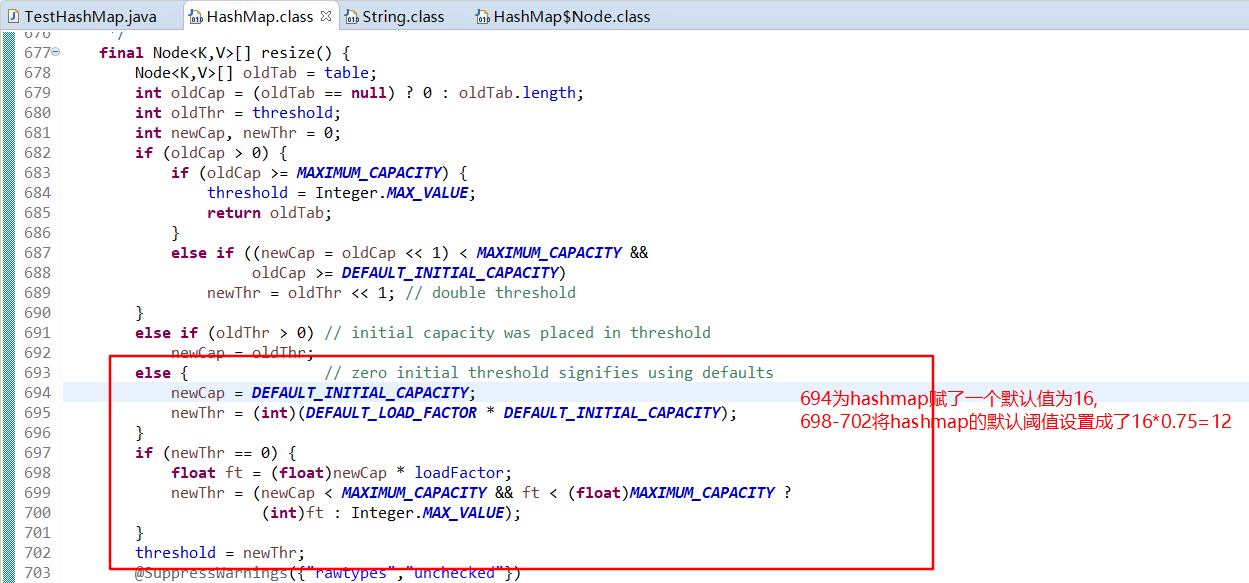 TestHashMap.java HashMap.class String.class HashMap$Node.class
676 */
677 final Node<K,V>[] resize() {
678 Node<K,V>[] oldTab = table;
679 int oldCap = (oldTab == null) ? 0 : oldTab.length;
680 int oldThr = threshold;
681 int newCap, newThr = 0;
682 if (oldCap > 0) {
683 if (oldCap >= MAXIMUM_CAPACITY) {
684 threshold = Integer.MAX_VALUE;
685 return oldTab;
686 }
687 else if ((newCap = oldCap << 1) < MAXIMUM_CAPACITY &&
688 oldCap >= DEFAULT_INITIAL_CAPACITY)
689 newThr = oldThr << 1; // double threshold
690 }
691 else if (oldThr > 0) // initial capacity was placed in threshold
692 newCap = oldThr;
693 else { // zero initial threshold signifies using defaults
694 newCap = DEFAULT_INITIAL_CAPACITY;
695 newThr = (int)(DEFAULT_LOAD_FACTOR * DEFAULT_INITIAL_CAPACITY);
694为hashmap赋了一个默认值为16,
698-702将hashmap的默认阈值设置成了16*0.75=12
696 }
697 if (newThr == 0) {
698 float ft = (float)newCap * loadFactor;
699 newThr = (newCap < MAXIMUM_CAPACITY && ft < (float)MAXIMUM_CAPACITY ?
700 (int)ft : Integer.MAX_VALUE);
701 }
702 threshold = newThr;
703 @SuppressWarnings({"rawtypes","unchecked"})